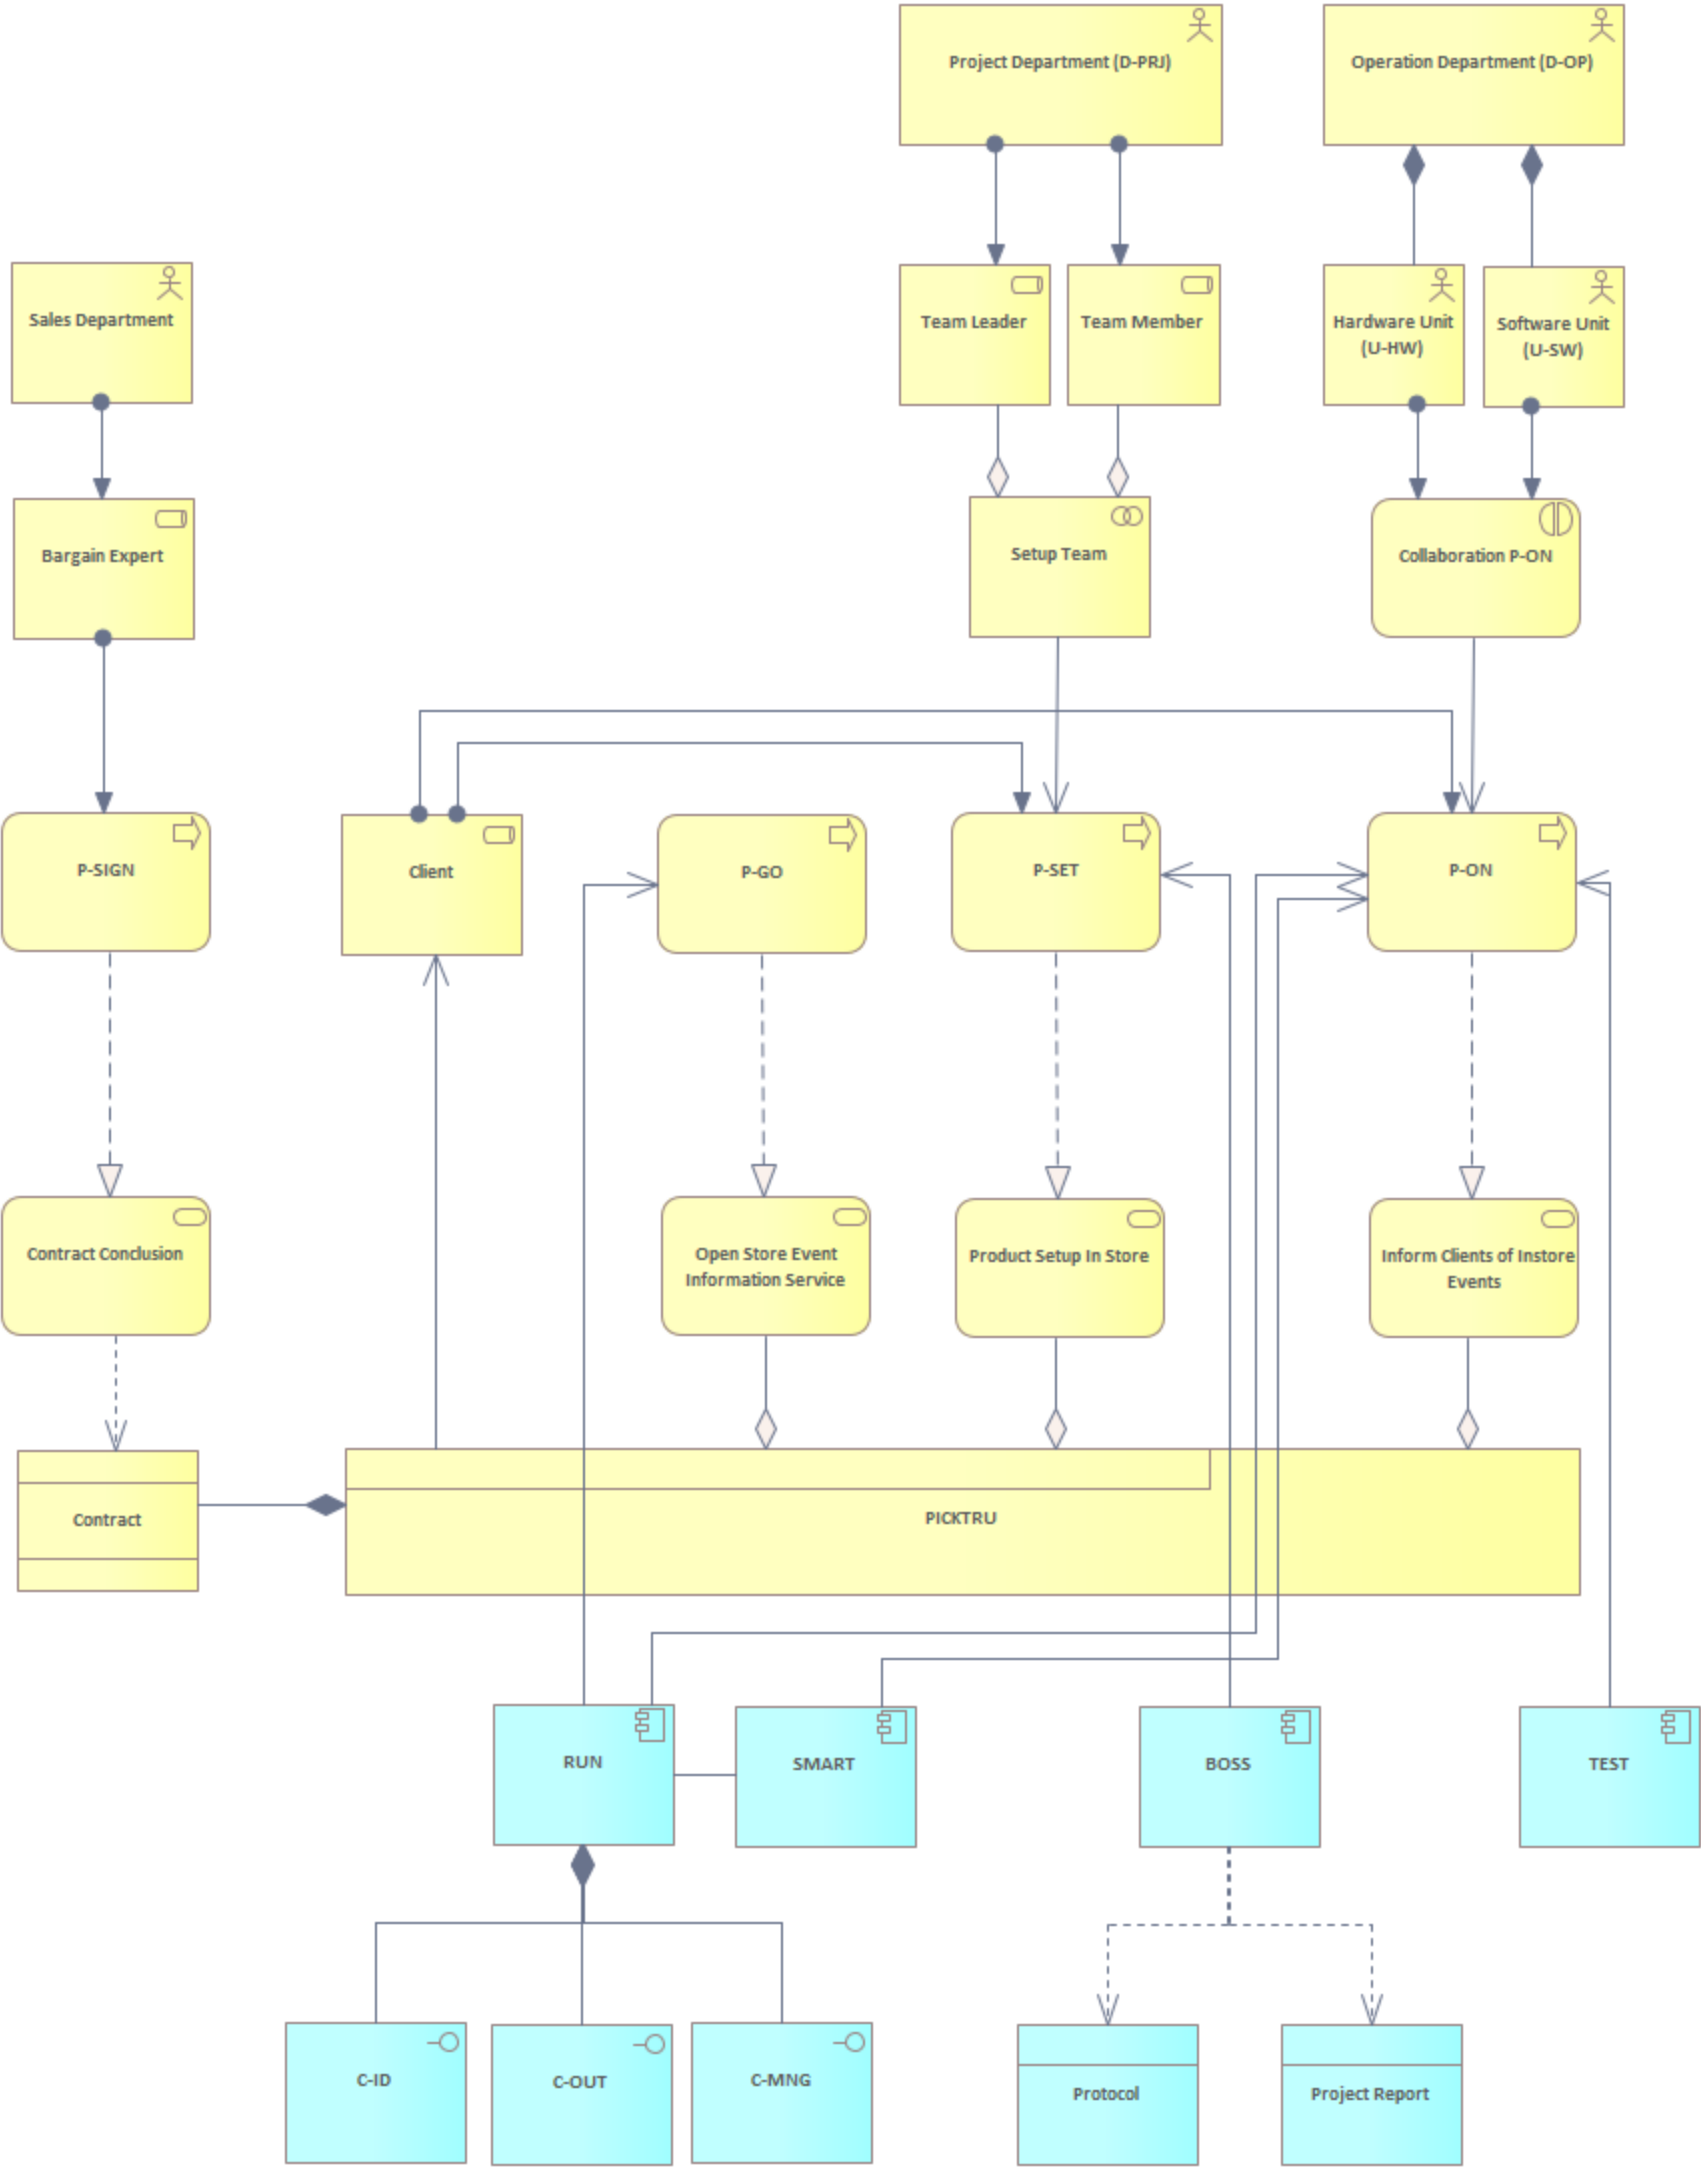 Project Department (D-PRJ)
Operation Department (D-OP)
Sales Department
Team Leader
Team Member
Hardware Unit
(U-HW)
Software Unit
(U-SW)
Bargain Expert
Setup Team
Collaboration P-ON
P-SIGN
Client
P-GO
P-SET
P-ON
Contract Conclusion
Open Store Event
Information Service
Product Setup In Store
Inform Clients of Instore
Events
Contract
PICKTRU
RUN
SMART
BOSS
TEST
C-ID
C-OUT
C-MNG
Protocol
Project Report